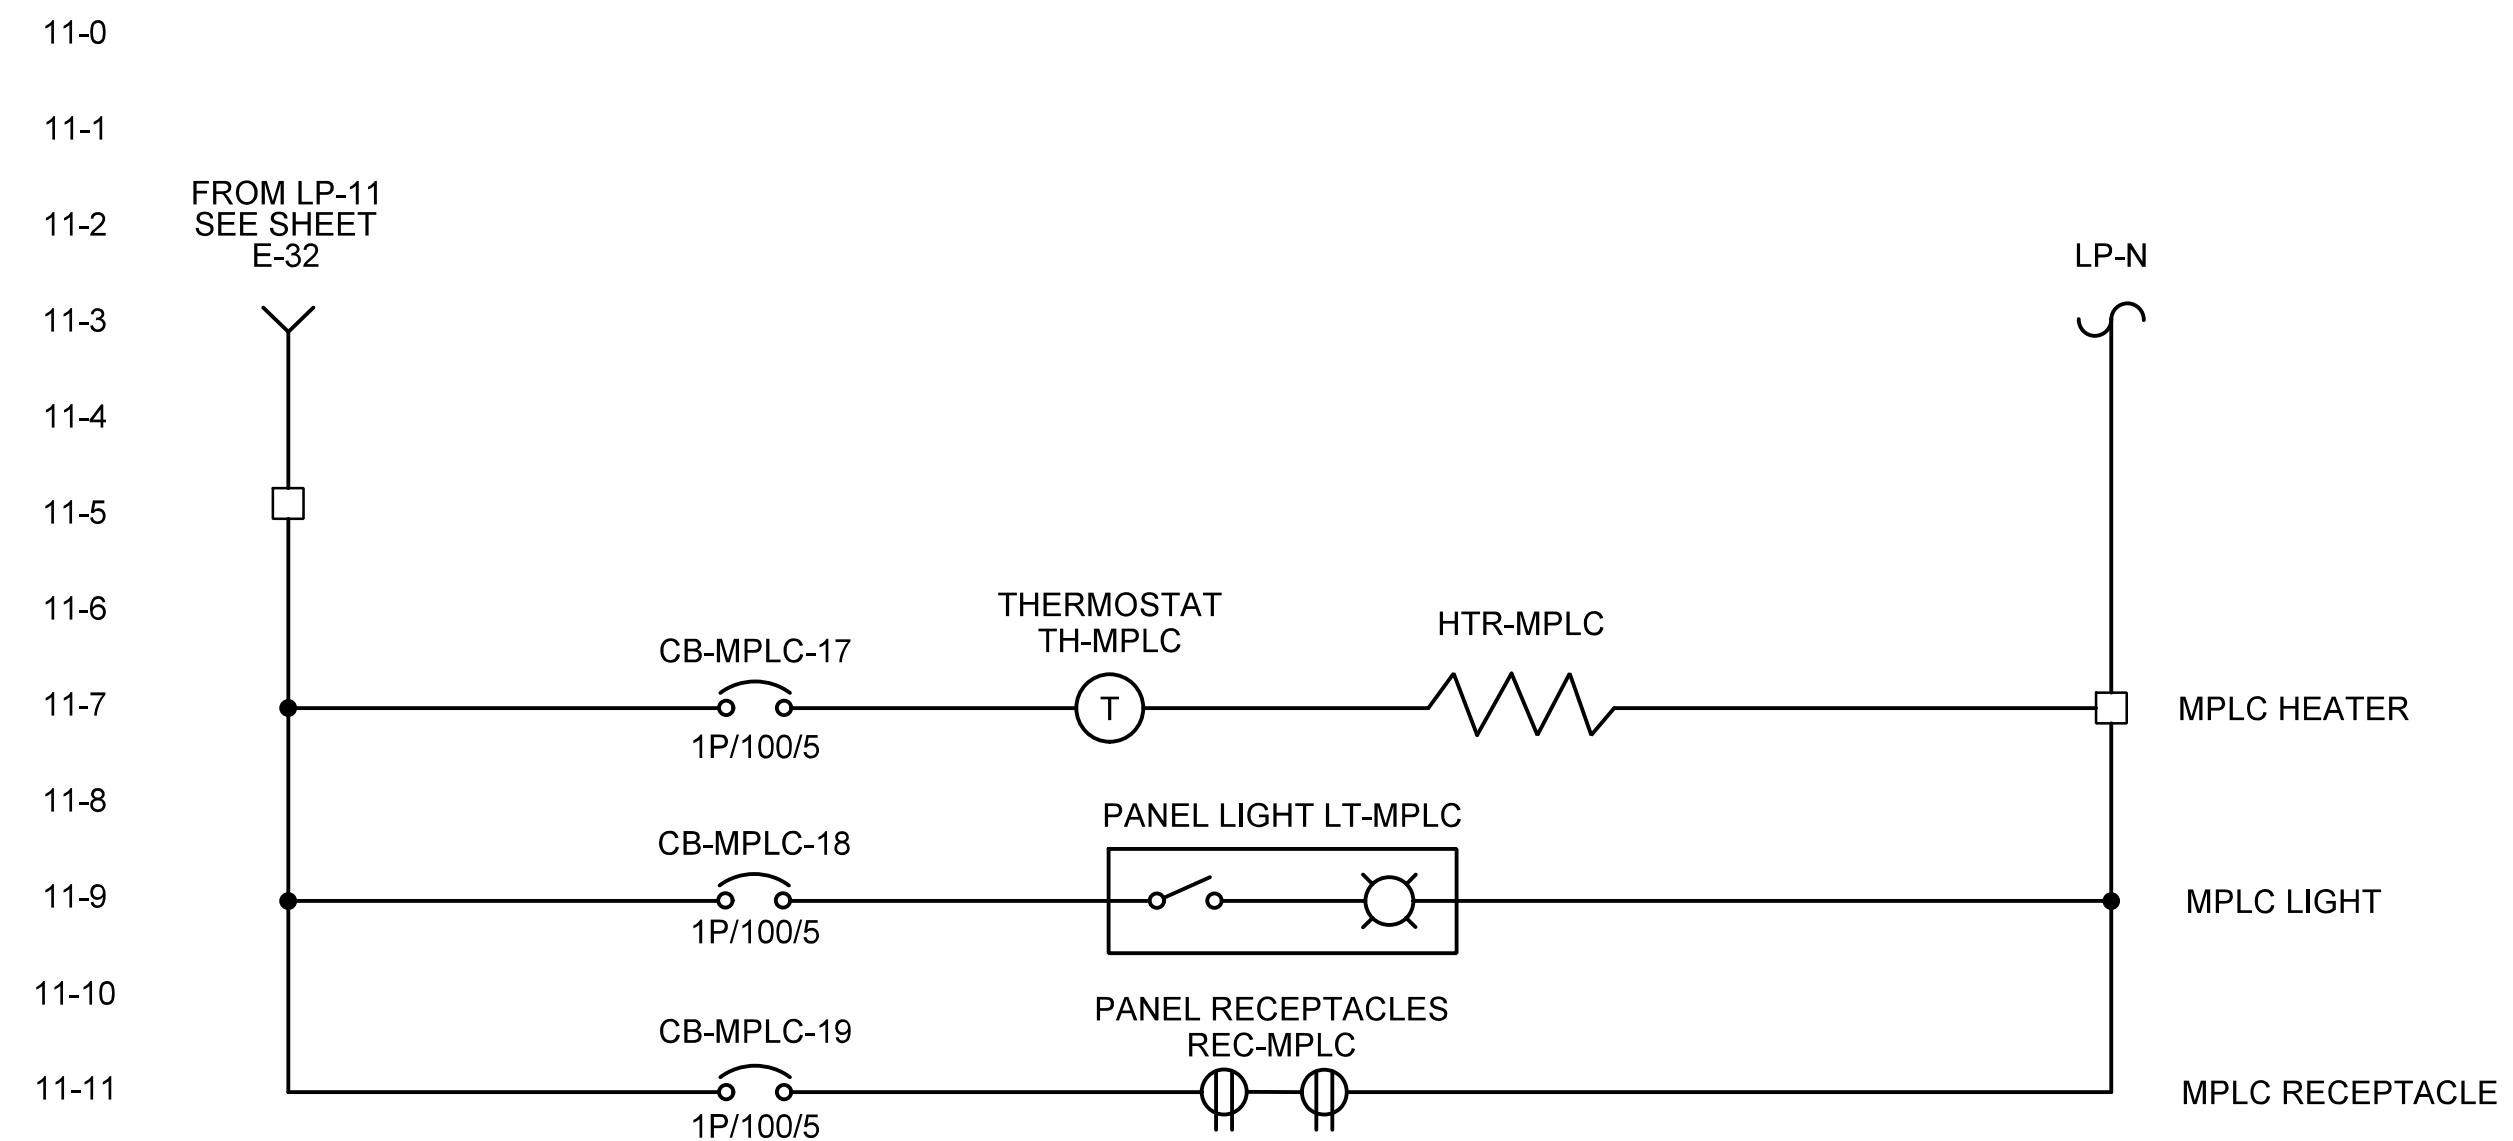 11-0
11-1
FROM LP-11
SEE SHEET
E-32
11-2
LP-N
11-3
11-4
11-5
11-6
THERMOSTAT
TH-MPLC
HTR-MPLC
CB-MPLC-17
11-7
T
MPLC HEATER
1P/100/5
11-8
PANEL LIGHT LT-MPLC
CB-MPLC-18
11-9
MPLC LIGHT
1P/100/5
11-10
PANEL RECEPTACLES
REC-MPLC
CB-MPLC-19
11-11
MPLC RECEPTACLE
1P/100/5